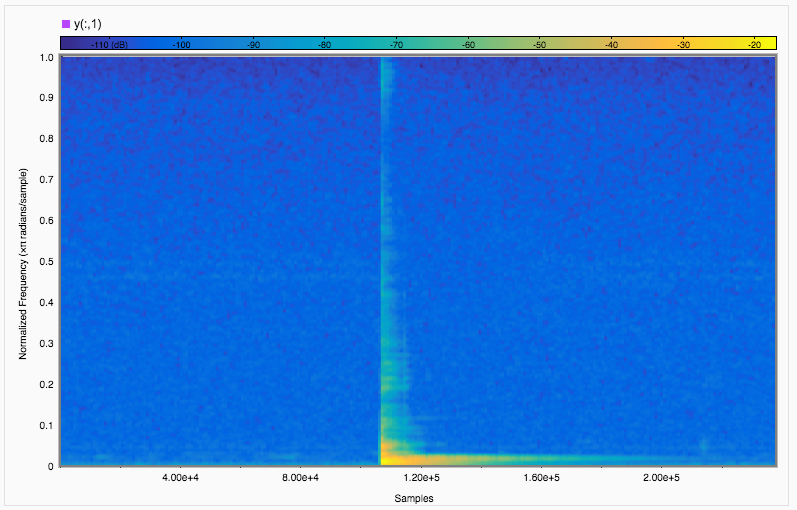 y(:,1)
-110 (dB) -100 -90 -80 -70 -60 -50 -40 -30 -20
1.0
0.9
0.8
0.7
0.6
0.5
0.4
0.3
0.2
0.1
0
Normalized Frequency (×π radians/sample)
4.00e+4 8.00e+4 1.20e+5 1.60e+5 2.00e+5
Samples